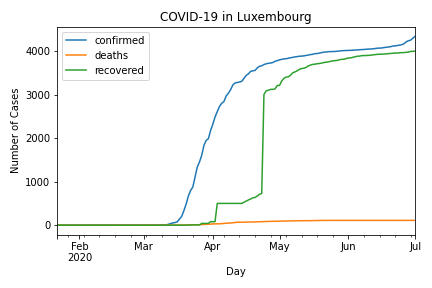 COVID-19 in Luxembourg
confirmed
deaths
recovered
Number of Cases
4000
3000
2000
1000
0
Feb Mar Apr May Jun Jul
2020
Day